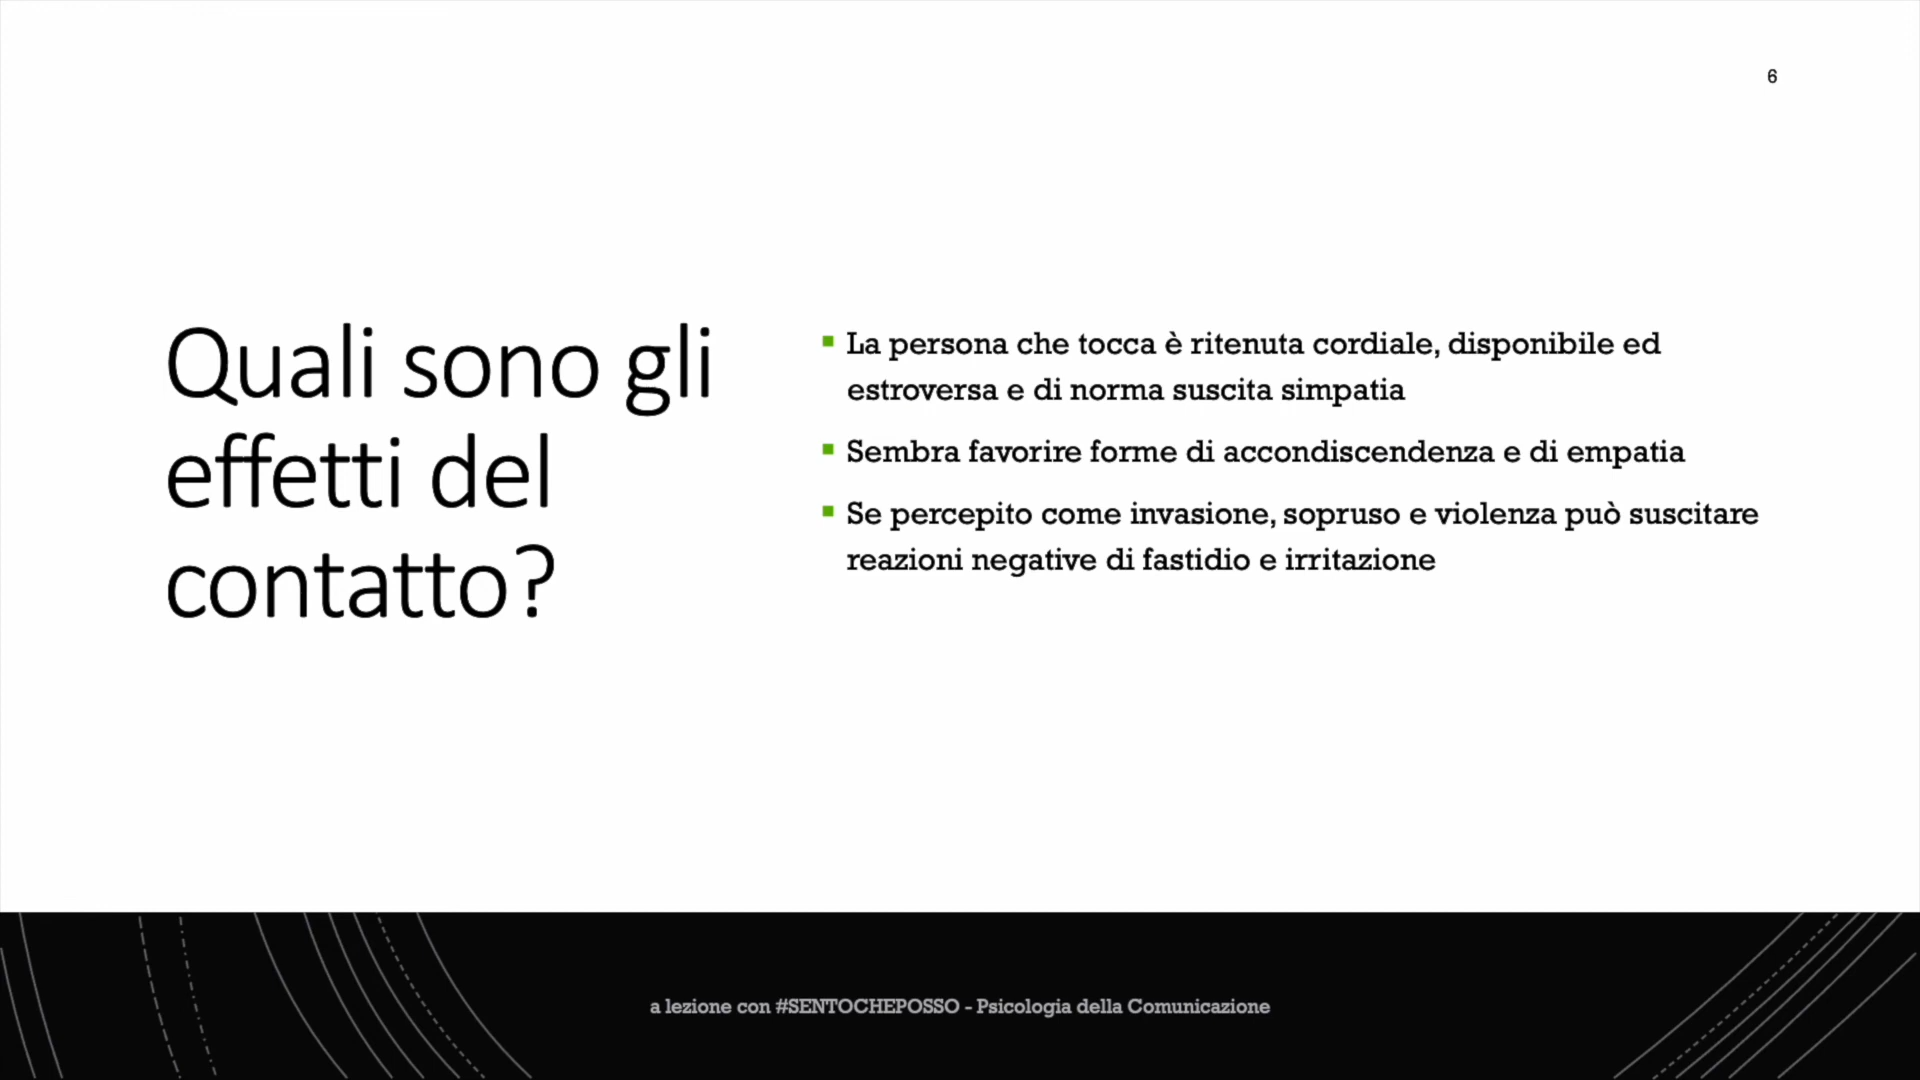 6
Quali sono gli
effetti del
contatto?
La persona che tocca è ritenuta cordiale, disponibile ed
estroversa e di norma suscita simpatia
Sembra favorire forme di accondiscendenza e di empatia
Se percepito come invasione, sopruso e violenza può suscitare
reazioni negative di fastidio e irritazione
a lezione con #SENTOCHEPOSSO - Psicologia della Comunicazione